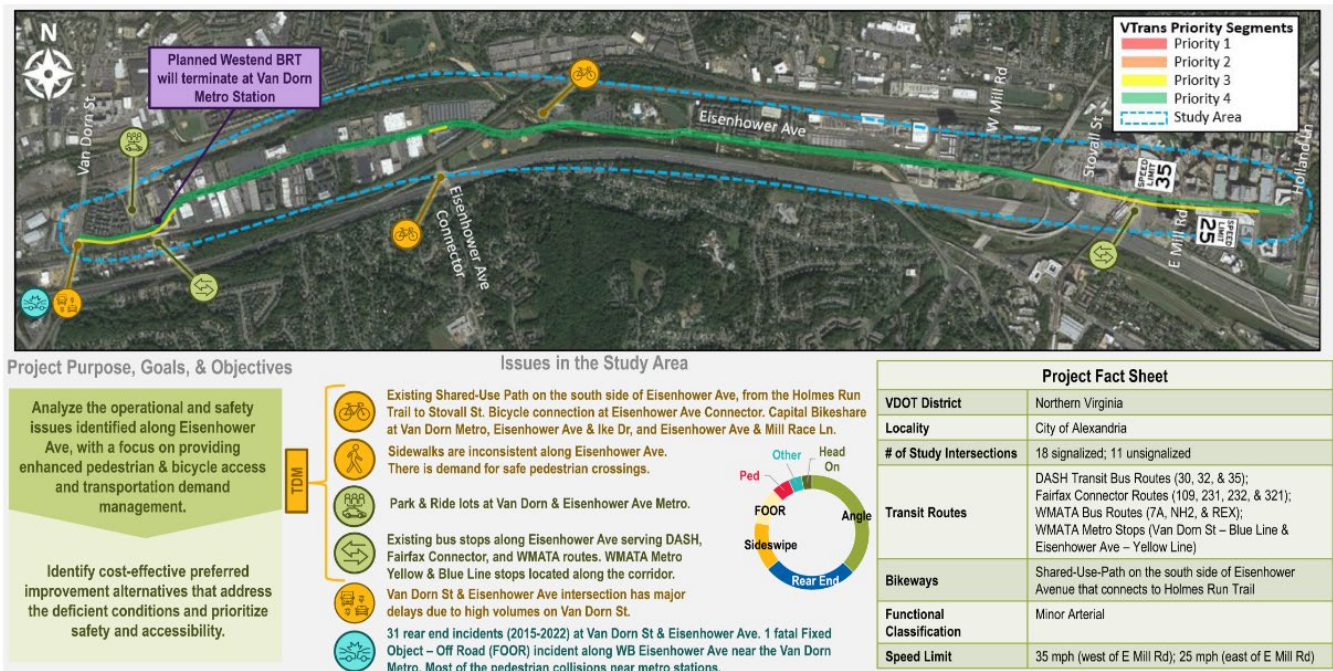 N
Planned Westend BRT
will terminate at Van Dorn
Metro Station
Van Dorn St
Eisenhower Ave
Connector
Eisenhower Ave
W Mill Rd
Stovall St
SPEED
LIMIT
35
E Mill Rd
SPEED
LIMIT
25
Holland Ln
VTrans Priority Segments
Priority 1
Priority 2
Priority 3
Priority 4
Study Area
Project Purpose, Goals, & Objectives
Analyze the operational and safety
issues identified along Eisenhower
Ave, with a focus on providing
enhanced pedestrian & bicycle access
and transportation demand
management.
Identify cost-effective preferred
improvement alternatives that address
the deficient conditions and prioritize
safety and accessibility.
Issues in the Study Area
TDM
Existing Shared-Use Path on the south side of Eisenhower Ave, from the Holmes Run
Trail to Stovall St. Bicycle connection at Eisenhower Ave Connector. Capital Bikeshare
at Van Dorn Metro, Eisenhower Ave & Ike Dr, and Eisenhower Ave & Mill Race Ln.
Sidewalks are inconsistent along Eisenhower Ave.
There is demand for safe pedestrian crossings.
Park & Ride lots at Van Dorn & Eisenhower Ave Metro.
Existing bus stops along Eisenhower Ave serving DASH,
Fairfax Connector, and WMATA routes. WMATA Metro
Yellow & Blue Line stops located along the corridor.
Van Dorn St & Eisenhower Ave intersection has major
delays due to high volumes on Van Dorn St.
31 rear end incidents (2015-2022) at Van Dorn St & Eisenhower Ave. 1 fatal Fixed
Object – Off Road (FOOR) incident along WB Eisenhower Ave near the Van Dorn
Metro. Most of the pedestrian collisions near metro stations.
Other
Head
On
Ped
FOOR
Angle
Sideswipe
Rear End
Project Fact Sheet
VDOT District
Northern Virginia
Locality
City of Alexandria
# of Study Intersections
18 signalized; 11 unsignalized
Transit Routes
DASH Transit Bus Routes (30, 32, & 35);
Fairfax Connector Routes (109, 231, 232, & 321);
WMATA Bus Routes (7A, NH2, & REX);
WMATA Metro Stops (Van Dorn St – Blue Line &
Eisenhower Ave – Yellow Line)
Bikeways
Shared-Use-Path on the south side of Eisenhower
Avenue that connects to Holmes Run Trail
Functional
Classification
Minor Arterial
Speed Limit
35 mph (west of E Mill Rd); 25 mph (east of E Mill Rd)